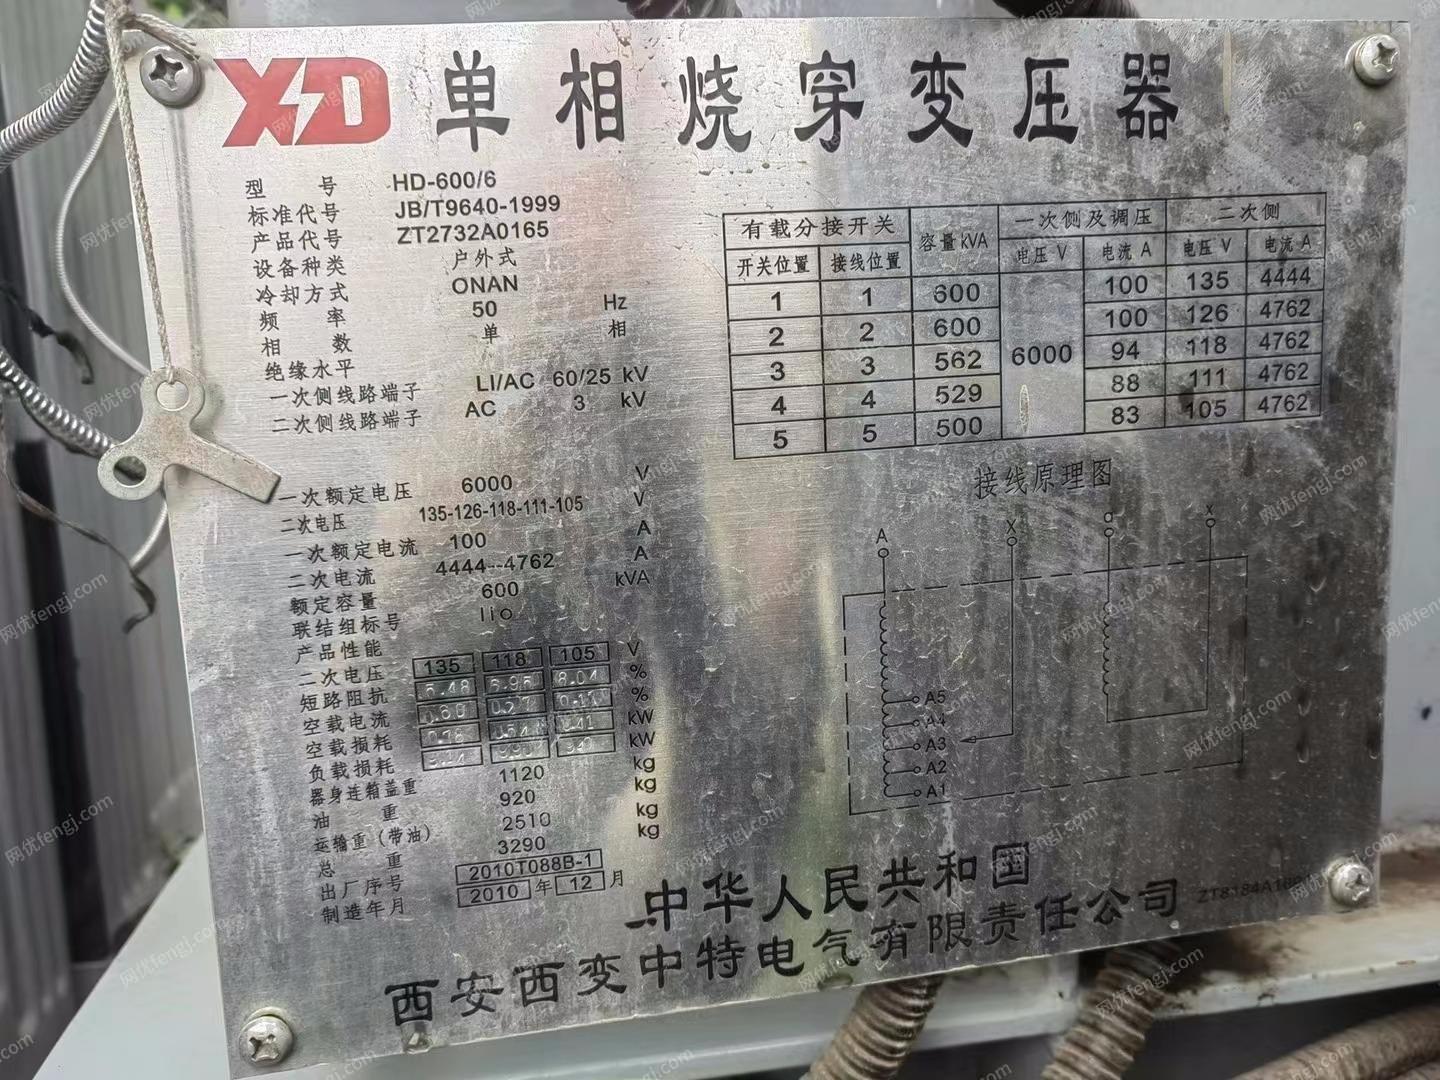 XD 单相烧穿变压器
型号 HD-600/6
标准代号 JB/T9640-1999
产品代号 ZT2732A0165
设备种类 户外式
冷却方式 ONAN
频率 50 Hz
相数 单 相
绝缘水平
一次侧线路端子 LI/AC 60/25 kV
二次侧线路端子 AC 3 kV
一次额定电压 6000 V
二次电压 135-126-118-111-105 V
一次额定电流 100 A
二次电流 4444--4762 A
额定容量 600 kVA
联结组标号 Iio
产品性能
二次电压 135 118 105 V
短路阻抗 %
空载电流 %
空载损耗 kW
负载损耗 kW
器身连箱盖重 1120 kg
油重 920 kg
运输重(带油) 2510 kg
总重 3290 kg
出厂序号 2010T088B-1
制造年月 2010 年 12 月
有载分接开关 容量kVA 一次侧及调压 二次侧
开关位置 接线位置 电压 V 电流 A 电压 V 电流 A
1 1 600 6000 100 135 4444
2 2 600 100 126 4762
3 3 562 94 118 4762
4 4 529 88 111 4762
5 5 500 83 105 4762
接线原理图
A X a x
A5
A4
A3
A2
A1
中华人民共和国
西安西变中特电气有限责任公司
网优fengj.com